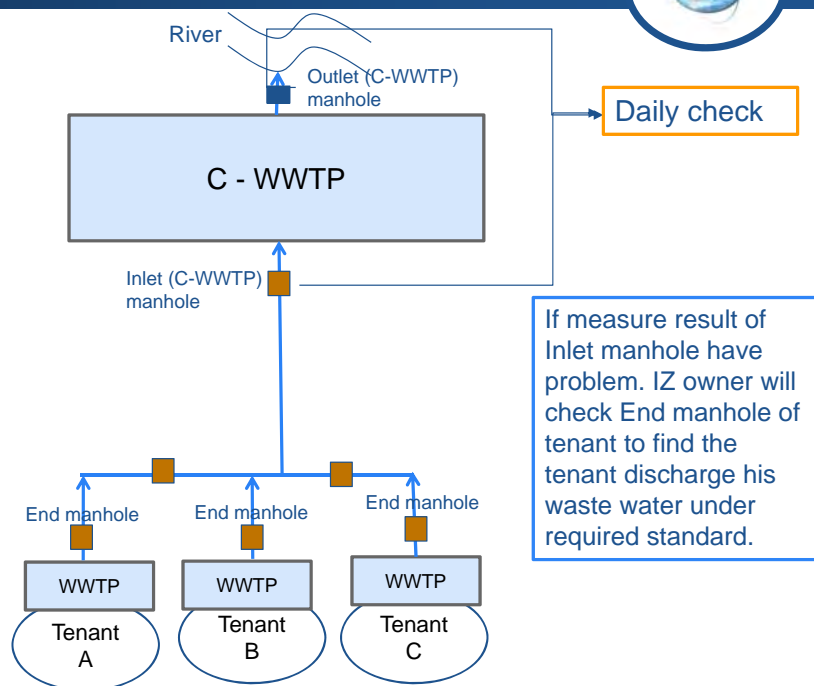 River
Outlet (C-WWTP)
manhole
Daily check
C - WWTP
Inlet (C-WWTP)
manhole
If measure result of
Inlet manhole have
problem. IZ owner will
check End manhole of
tenant to find the
tenant discharge his
waste water under
required standard.
End manhole
End manhole
End manhole
WWTP
WWTP
WWTP
Tenant
A
Tenant
B
Tenant
C